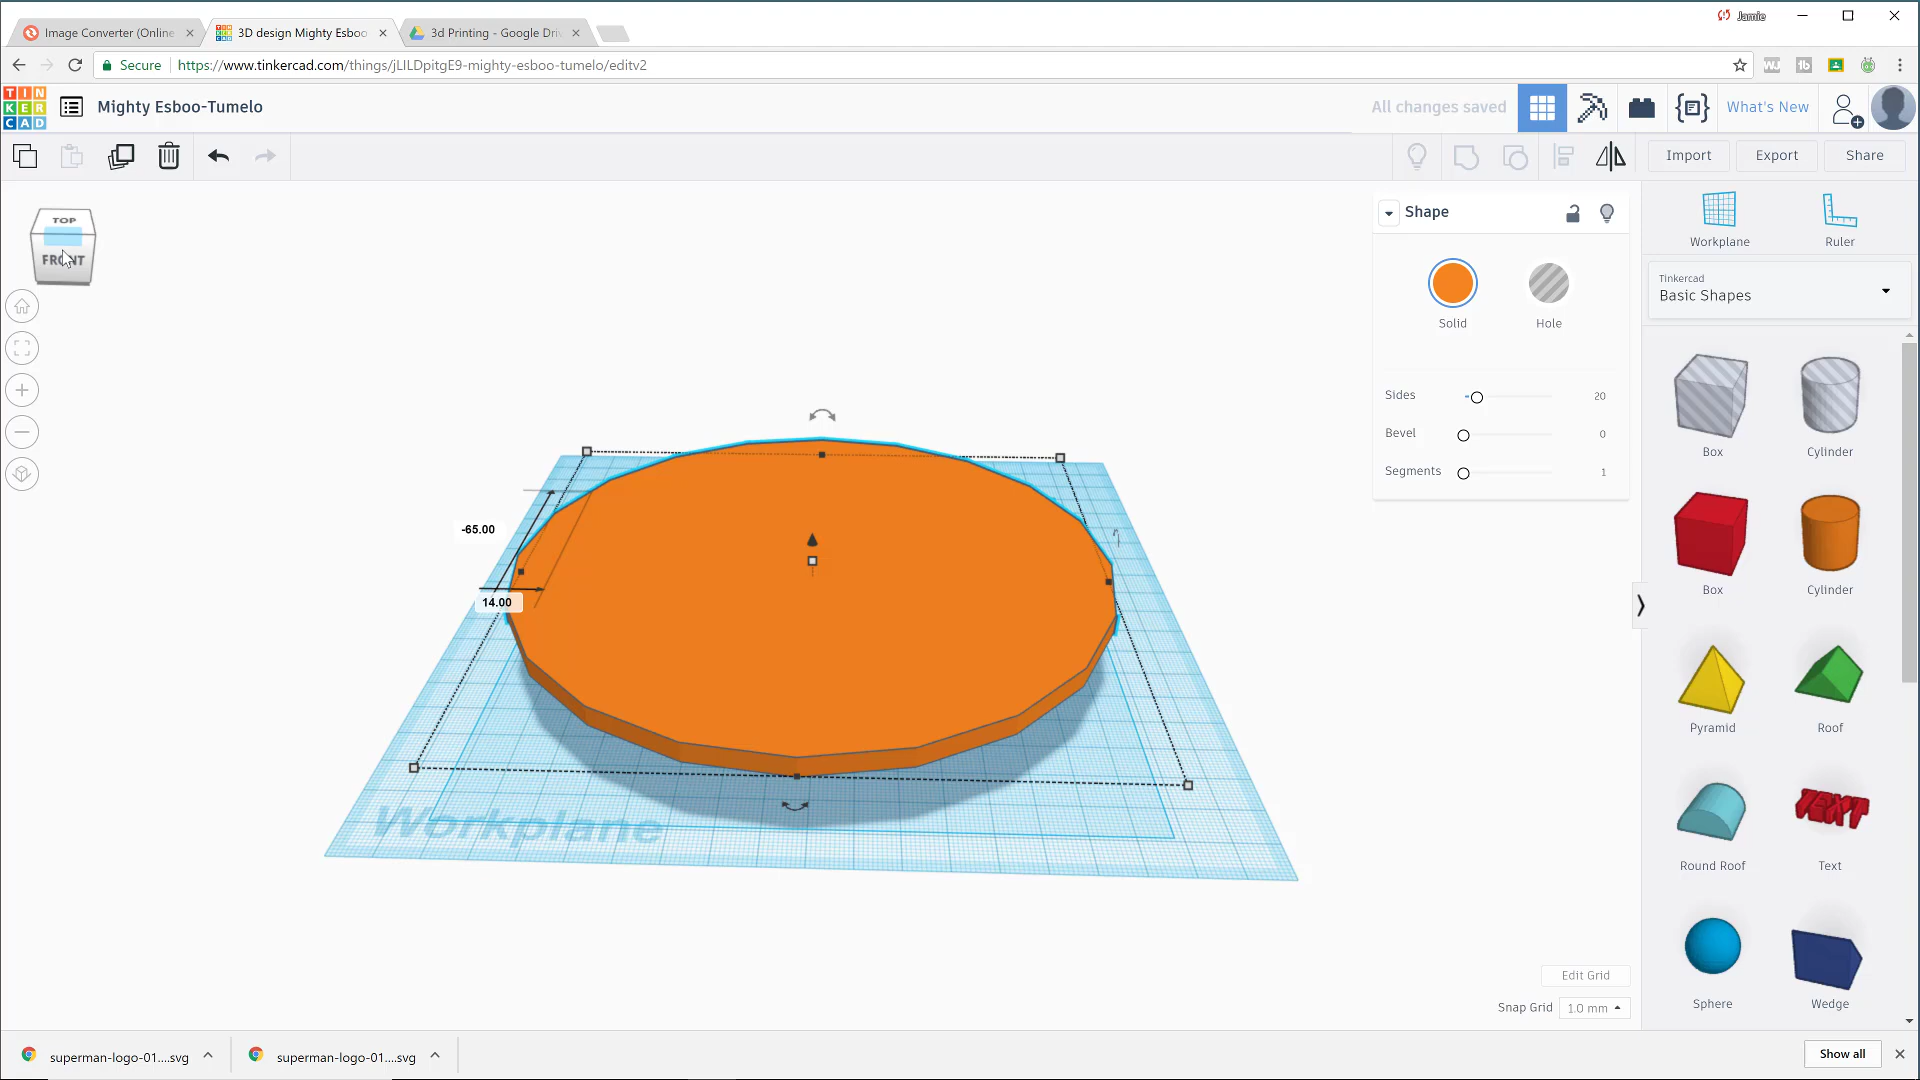 Jamie
Image Converter (Online
3D design Mighty Esboo
3d Printing - Google Dri
Secure
https://www.tinkercad.com/things/jLILDpitgE9-mighty-esboo-tumelo/editv2
TIN
KER
CAD
Mighty Esboo-Tumelo
All changes saved
What's New
Import
Export
Share
TOP
FRONT
Shape
Solid
Hole
Sides
20
Bevel
0
Segments
1
Workplane
Ruler
Tinkercad
Basic Shapes
Box
Cylinder
Box
Cylinder
Pyramid
Roof
Round Roof
TEXT
Text
Sphere
Wedge
-65.00
14.00
Workplane
Edit Grid
Snap Grid
1.0 mm
superman-logo-01....svg
superman-logo-01....svg
Show all